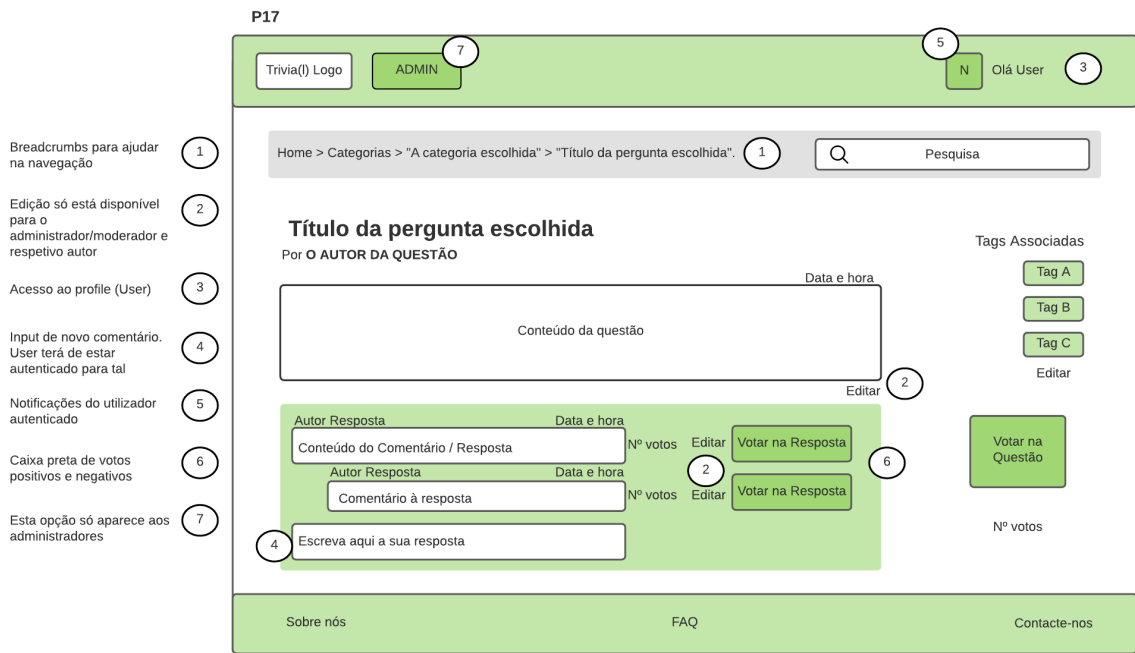 P17
Trivia(l) Logo
ADMIN
7
5
N
Olá User
3
Breadcrumbs para ajudar
na navegação
1
Edição só está disponível
para o
administrador/moderador e
respetivo autor
2
Acesso ao profile (User)
3
Input de novo comentário.
User terá de estar
autenticado para tal
4
Notificações do utilizador
autenticado
5
Caixa preta de votos
positivos e negativos
6
Esta opção só aparece aos
administradores
7
Home > Categorias > "A categoria escolhida" > "Título da pergunta escolhida".
1
Pesquisa
Título da pergunta escolhida
Por O AUTOR DA QUESTÃO
Data e hora
Conteúdo da questão
Editar
2
Tags Associadas
Tag A
Tag B
Tag C
Editar
Autor Resposta
Data e hora
Conteúdo do Comentário / Resposta
Nº votos
Editar
Votar na Resposta
6
Autor Resposta
Data e hora
2
Comentário à resposta
Nº votos
Editar
Votar na Resposta
4
Escreva aqui a sua resposta
Votar na
Questão
Nº votos
Sobre nós
FAQ
Contacte-nos